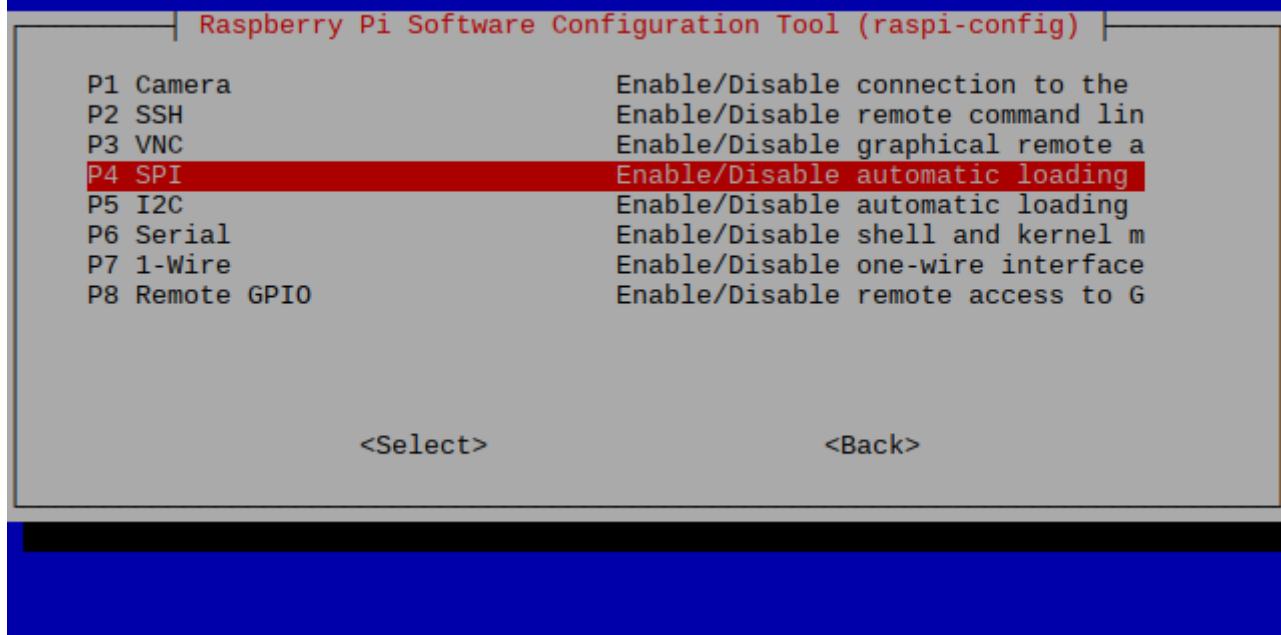 Raspberry Pi Software Configuration Tool (raspi-config)
P1 Camera Enable/Disable connection to the
P2 SSH Enable/Disable remote command lin
P3 VNC Enable/Disable graphical remote a
P4 SPI Enable/Disable automatic loading
P5 I2C Enable/Disable automatic loading
P6 Serial Enable/Disable shell and kernel m
P7 1-Wire Enable/Disable one-wire interface
P8 Remote GPIO Enable/Disable remote access to G
<Select> <Back>